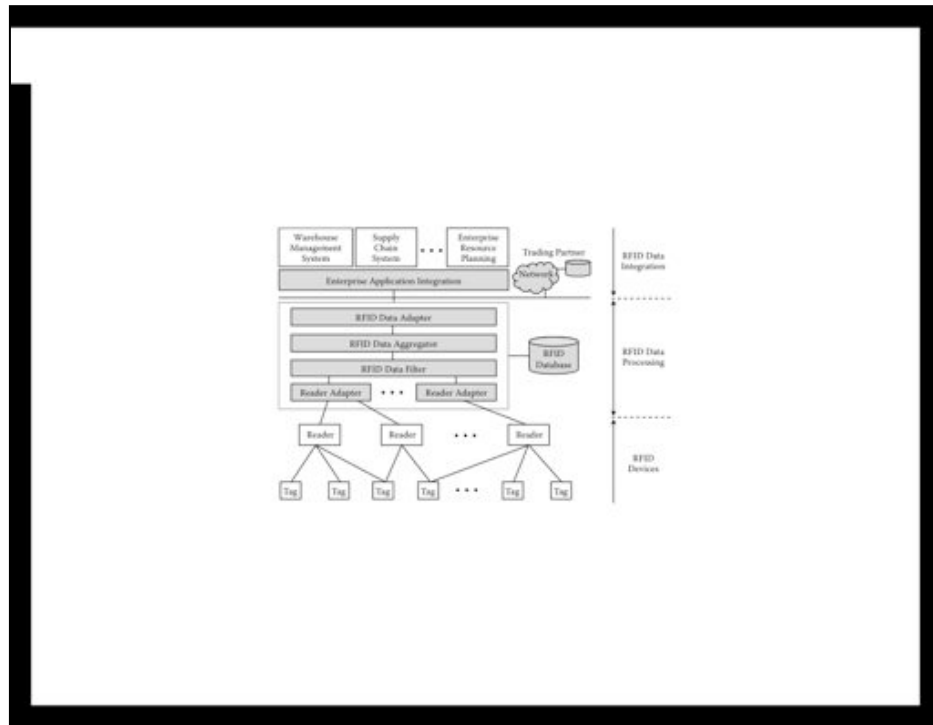 Warehouse
Management
System
Supply
Chain
System
Enterprise
Resource
Planning
Trading Partner
Network
RFID Data
Integration
Enterprise Application Integration
RFID Data Adapter
RFID Data Aggregator
RFID Data Filter
Reader Adapter
Reader Adapter
RFID
Database
RFID Data
Processing
Reader
Reader
Reader
RFID
Devices
Tag
Tag
Tag
Tag
Tag
Tag